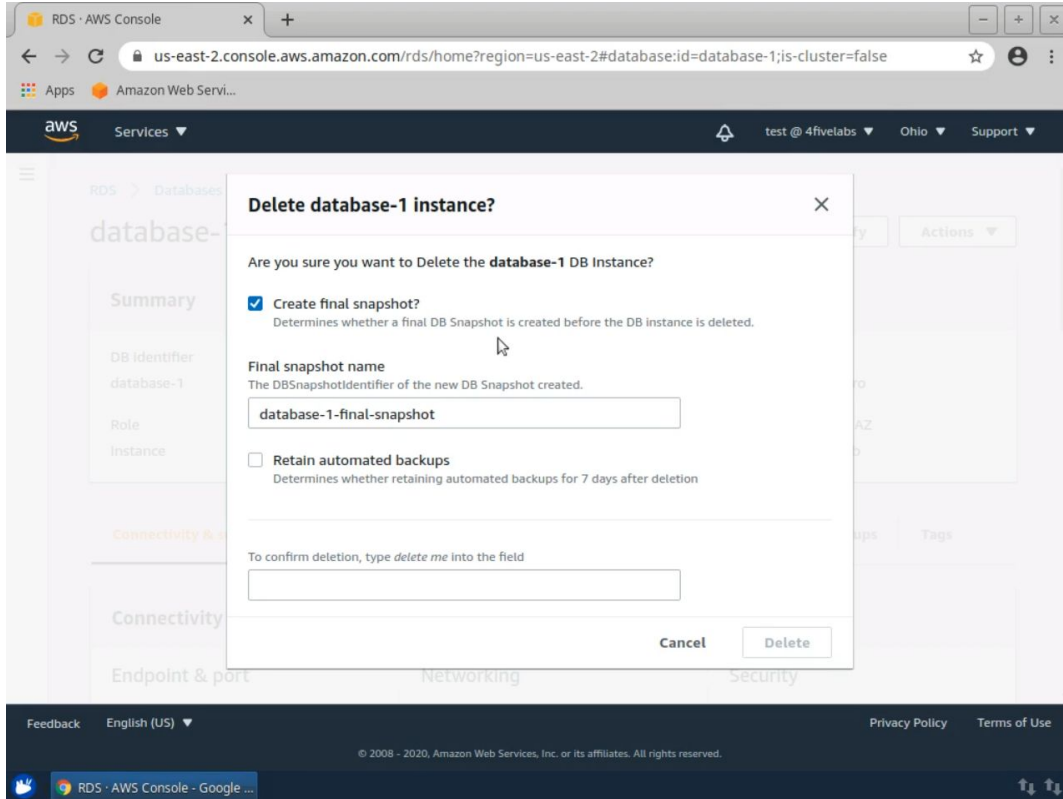 RDS · AWS Console
us-east-2.console.aws.amazon.com/rds/home?region=us-east-2#database:id=database-1;is-cluster=false
Apps Amazon Web Servi...
aws Services ▼ test @ 4fivelabs ▼ Ohio ▼ Support ▼
RDS > Databases
Delete database-1 instance?
database- Actions ▼
Are you sure you want to Delete the database-1 DB Instance?
Summary
Create final snapshot?
Determines whether a final DB Snapshot is created before the DB instance is deleted.
DB identifier
Final snapshot name
database-1
The DBSnapshotIdentifier of the new DB Snapshot created.
database-1-final-snapshot
Role
Instance
Retain automated backups
Determines whether retaining automated backups for 7 days after deletion
Connectivity & s Tags
To confirm deletion, type delete me into the field
Connectivity
Cancel Delete
Endpoint & port Networking Security
Feedback English (US) ▼ Privacy Policy Terms of Use
© 2008 - 2020, Amazon Web Services, Inc. or its affiliates. All rights reserved.
RDS · AWS Console - Google ...